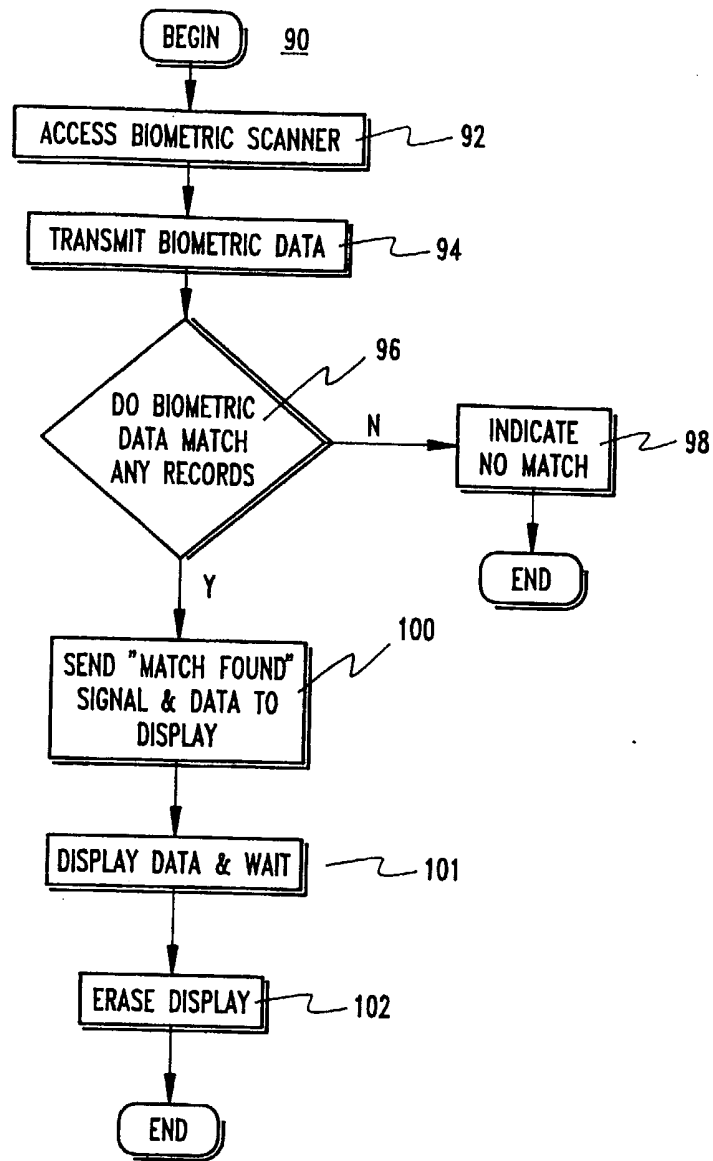 BEGIN
90
ACCESS BIOMETRIC SCANNER
92
TRANSMIT BIOMETRIC DATA
94
96
DO BIOMETRIC
DATA MATCH
ANY RECORDS
N
INDICATE
NO MATCH
98
END
Y
100
SEND "MATCH FOUND"
SIGNAL & DATA TO
DISPLAY
DISPLAY DATA & WAIT
101
ERASE DISPLAY
102
END